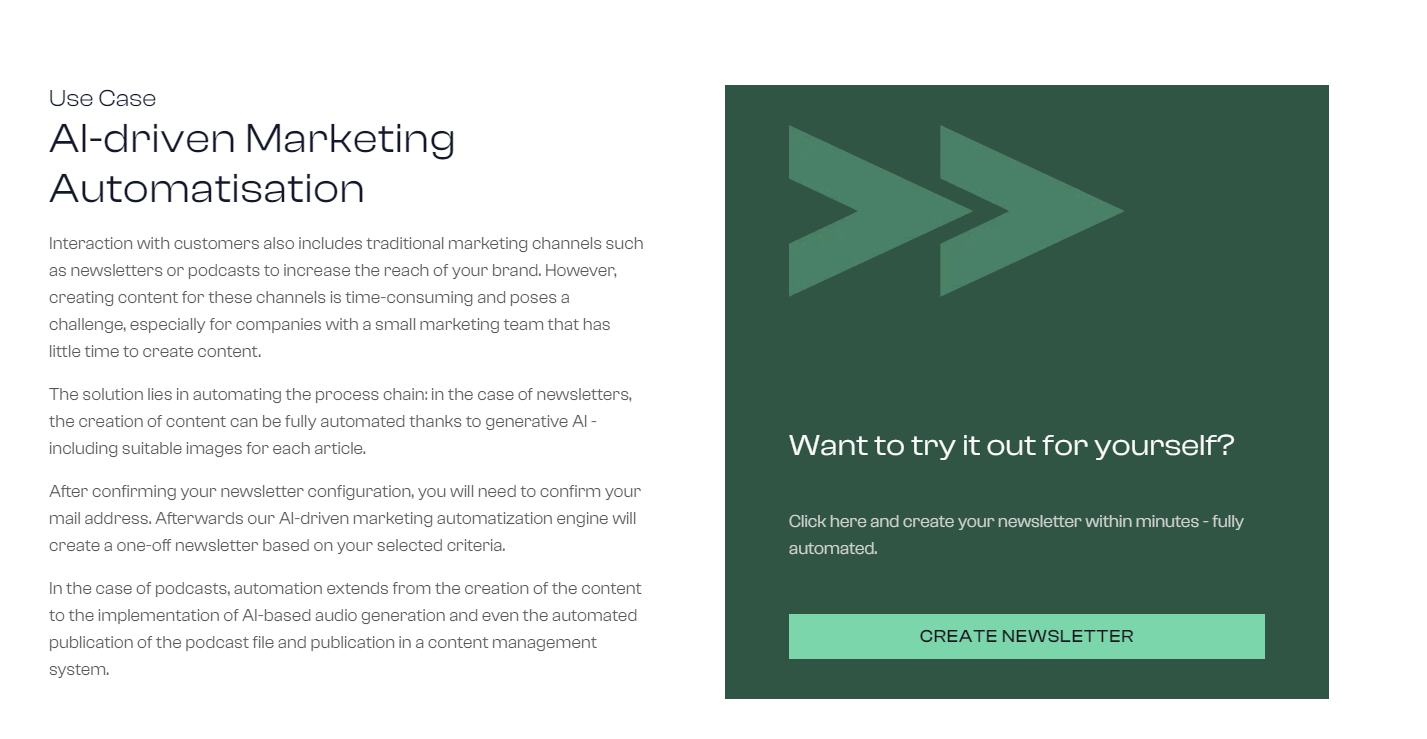 Use Case
AI-driven Marketing
Automatisation
Interaction with customers also includes traditional marketing channels such
as newsletters or podcasts to increase the reach of your brand. However,
creating content for these channels is time-consuming and poses a
challenge, especially for companies with a small marketing team that has
little time to create content.
The solution lies in automating the process chain: in the case of newsletters,
the creation of content can be fully automated thanks to generative AI -
including suitable images for each article.
After confirming your newsletter configuration, you will need to confirm your
mail address. Afterwards our AI-driven marketing automatization engine will
create a one-off newsletter based on your selected criteria.
In the case of podcasts, automation extends from the creation of the content
to the implementation of AI-based audio generation and even the automated
publication of the podcast file and publication in a content management
system.
Want to try it out for yourself?
Click here and create your newsletter within minutes - fully
automated.
CREATE NEWSLETTER